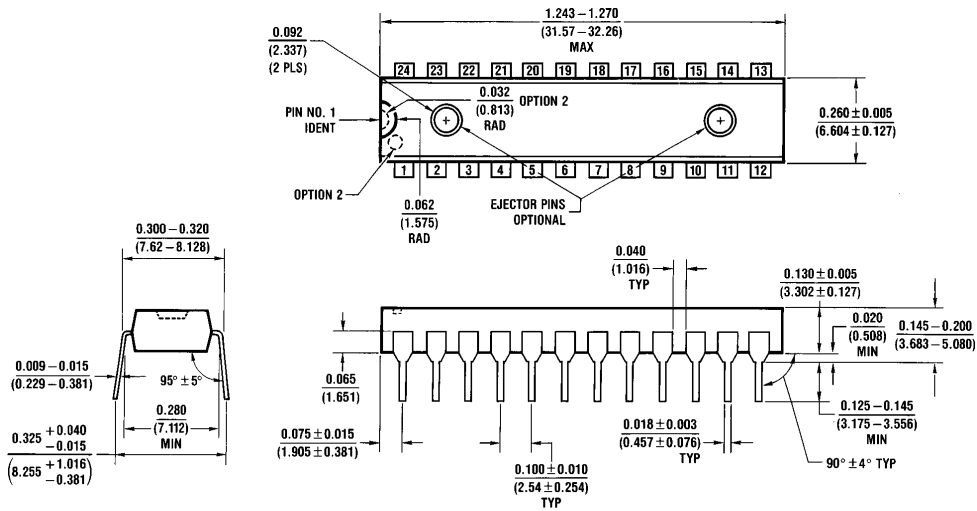 1.243 – 1.270
(31.57 – 32.26)
MAX
0.092
(2.337)
(2 PLS)
24 23 22 21 20 19 18 17 16 15 14 13
0.032
(0.813)
RAD
OPTION 2
PIN NO. 1
IDENT
0.260 ± 0.005
(6.604 ± 0.127)
1 2 3 4 5 6 7 8 9 10 11 12
OPTION 2
0.062
(1.575)
RAD
EJECTOR PINS
OPTIONAL
0.300 – 0.320
(7.62 – 8.128)
0.040
(1.016)
TYP
0.130 ± 0.005
(3.302 ± 0.127)
0.020
(0.508)
MIN
0.145 – 0.200
(3.683 – 5.080)
0.009 – 0.015
(0.229 – 0.381)
95° ± 5°
0.280
(7.112)
MIN
0.065
(1.651)
0.125 – 0.145
(3.175 – 3.556)
MIN
0.325 +0.040
–0.015
(8.255 +1.016
–0.381)
0.075 ± 0.015
(1.905 ± 0.381)
0.018 ± 0.003
(0.457 ± 0.076)
TYP
90° ± 4° TYP
0.100 ± 0.010
(2.54 ± 0.254)
TYP